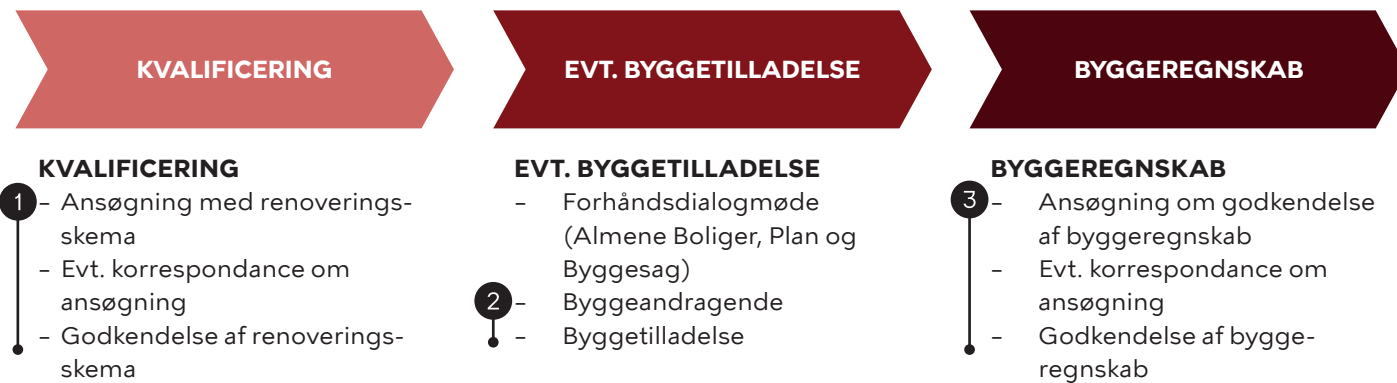 KVALIFICERING
EVT. BYGGETILLADELSE
BYGGEREGNSKAB
KVALIFICERING
1 – Ansøgning med renoverings-
skema
– Evt. korrespondance om
ansøgning
– Godkendelse af renoverings-
skema
EVT. BYGGETILLADELSE
– Forhåndsdialogmøde
(Almene Boliger, Plan og
Byggesag)
2 – Byggeandragende
– Byggetilladelse
BYGGEREGNSKAB
3 – Ansøgning om godkendelse
af byggeregnskab
– Evt. korrespondance om
ansøgning
– Godkendelse af bygge-
regnskab